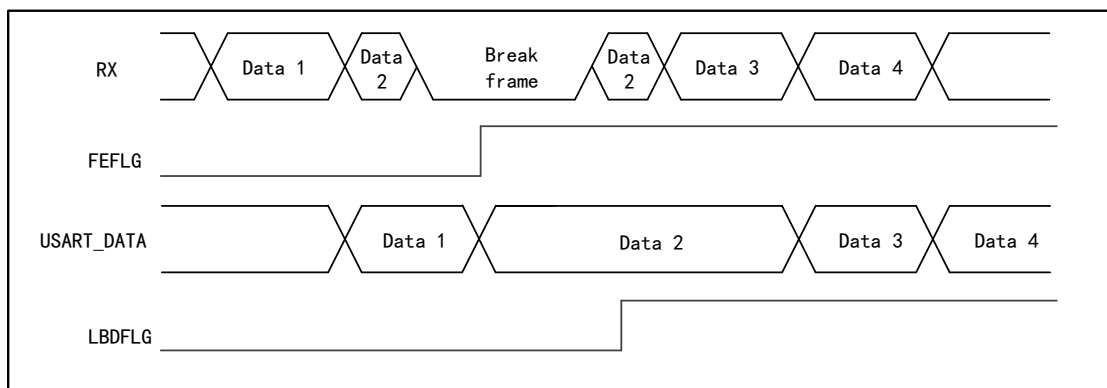 RX
Data 1
Data
2
Break
frame
Data
2
Data 3
Data 4
FEFLG
USART_DATA
Data 1
Data 2
Data 3
Data 4
LBDFLG